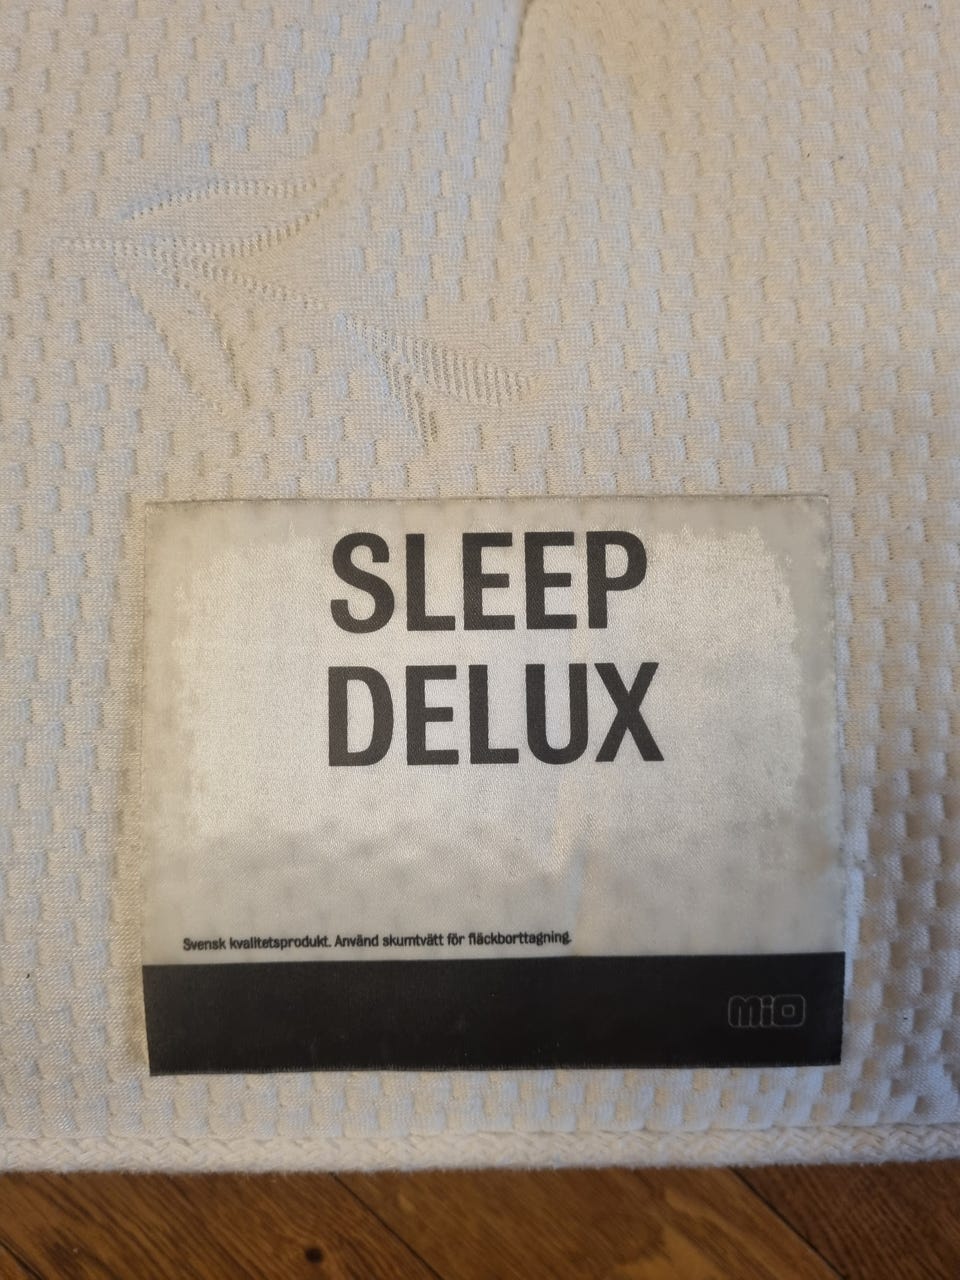 SLEEP
DELUX
Svensk kvalitetsprodukt. Använd skumtvätt för fläckborttagning.
MiO